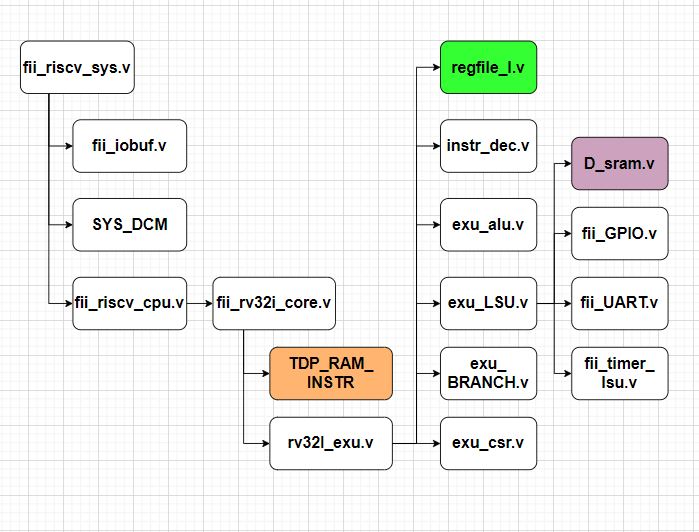 fii_riscv_sys.v
regfile_I.v
fii_iobuf.v
instr_dec.v
D_sram.v
SYS_DCM
exu_alu.v
fii_GPIO.v
fii_riscv_cpu.v
fii_rv32i_core.v
exu_LSU.v
fii_UART.v
TDP_RAM_
INSTR
exu_
BRANCH.v
fii_timer_
lsu.v
rv32I_exu.v
exu_csr.v